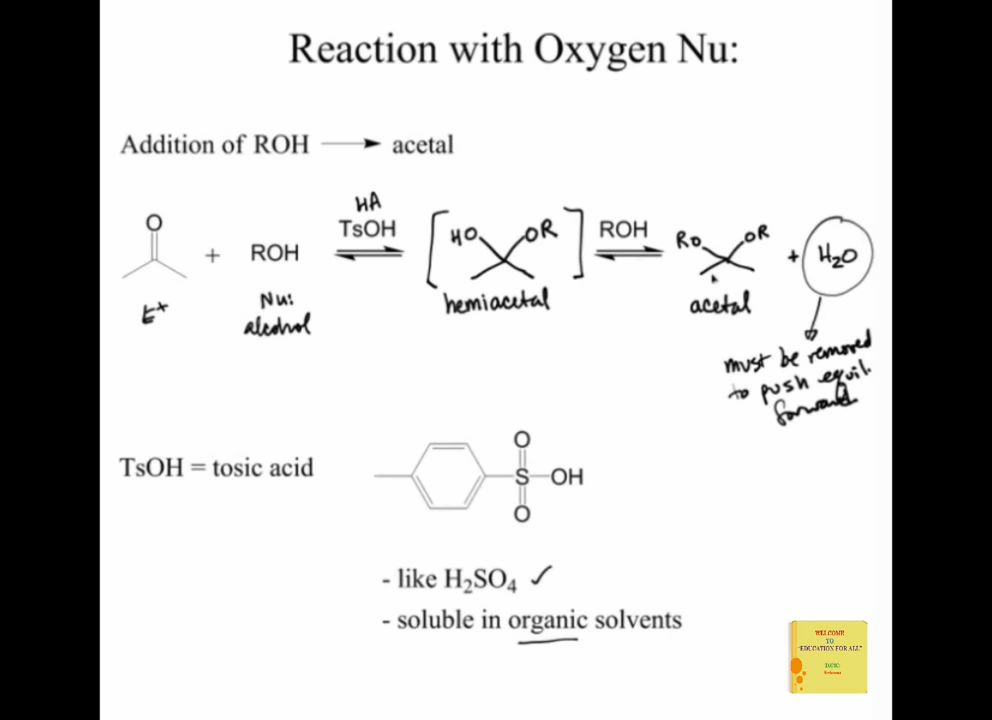 Reaction with Oxygen Nu:
Addition of ROH → acetal
O
+ ROH
HA
TsOH
HO OR
ROH
RO OR
+ H₂O
E+
Nu:
alcohol
hemiacetal
acetal
must be removed
to push equil.
forward
TsOH = tosic acid
O
S OH
O
- like H₂SO₄ ✓
- soluble in organic solvents
WELCOME
TO
"EDUCATION FOR ALL"